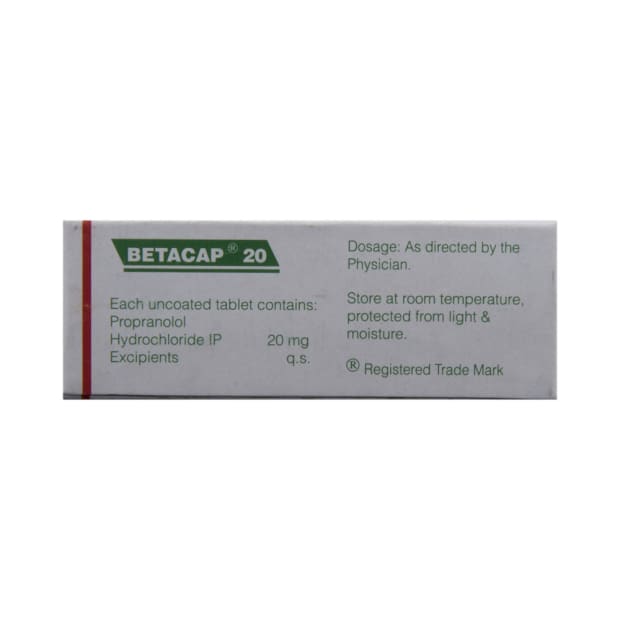 BETACAP ® 20
Each uncoated tablet contains:
Propranolol
Hydrochloride IP 20 mg
Excipients q.s.
Dosage: As directed by the
Physician.
Store at room temperature,
protected from light &
moisture.
® Registered Trade Mark